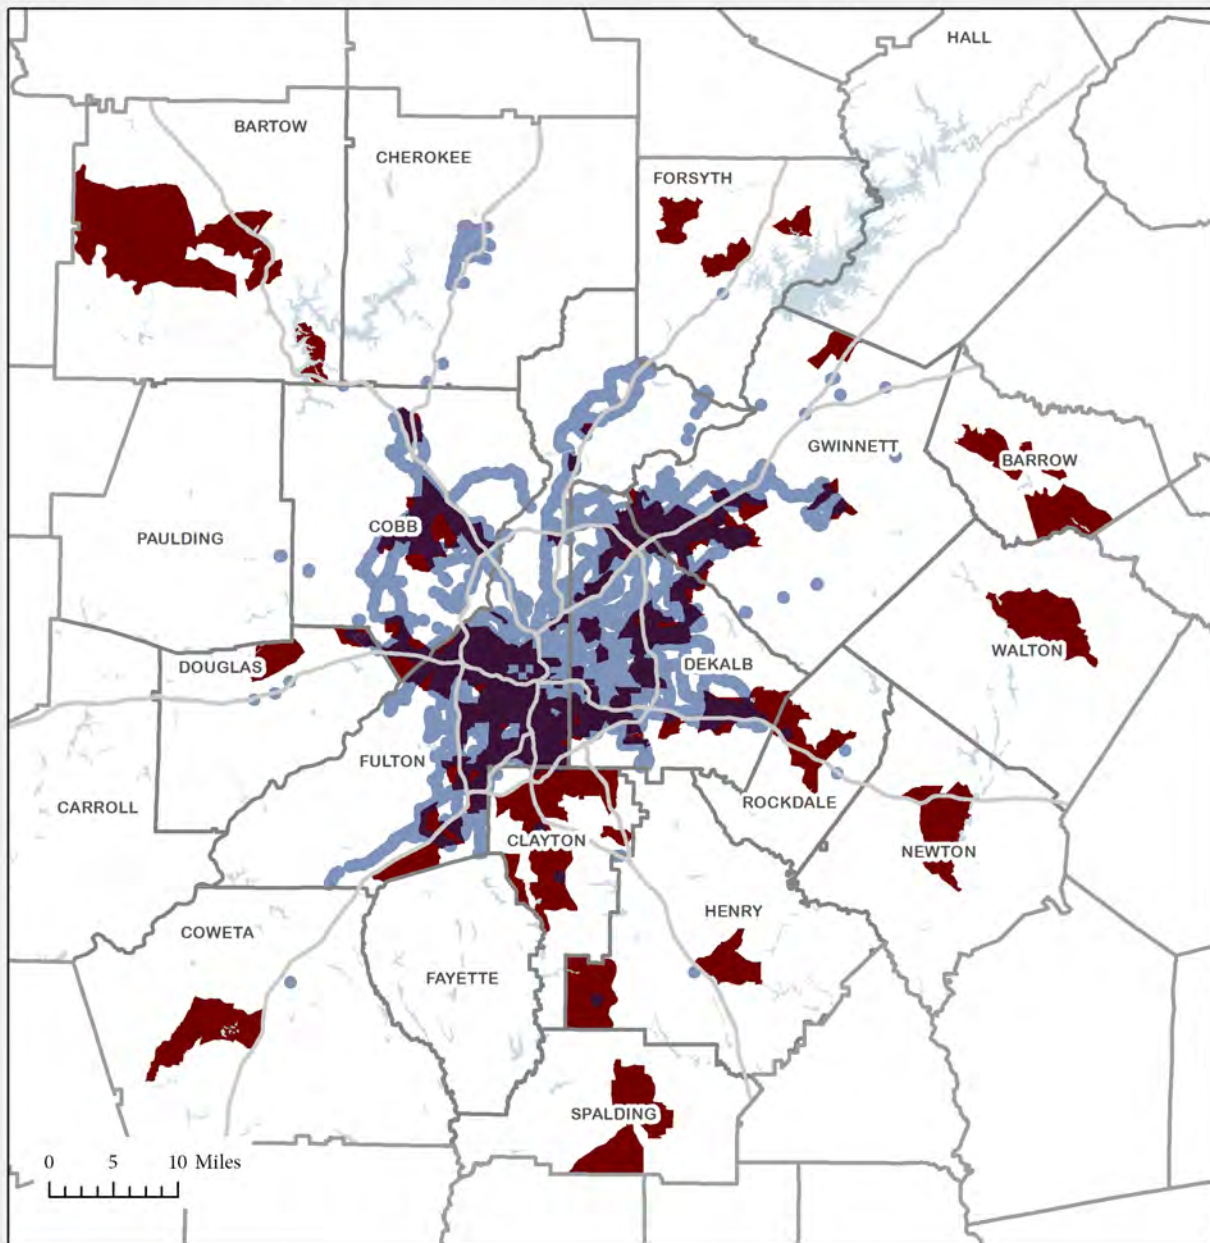 HALL
BARTOW
CHEROKEE
FORSYTH
GWINNETT
BARROW
COBB
PAULDING
WALTON
DOUGLAS
DEKALB
FULTON
CARROLL
ROCKDALE
CLAYTON
NEWTON
HENRY
COWETA
FAYETTE
SPALDING
0 5 10 Miles